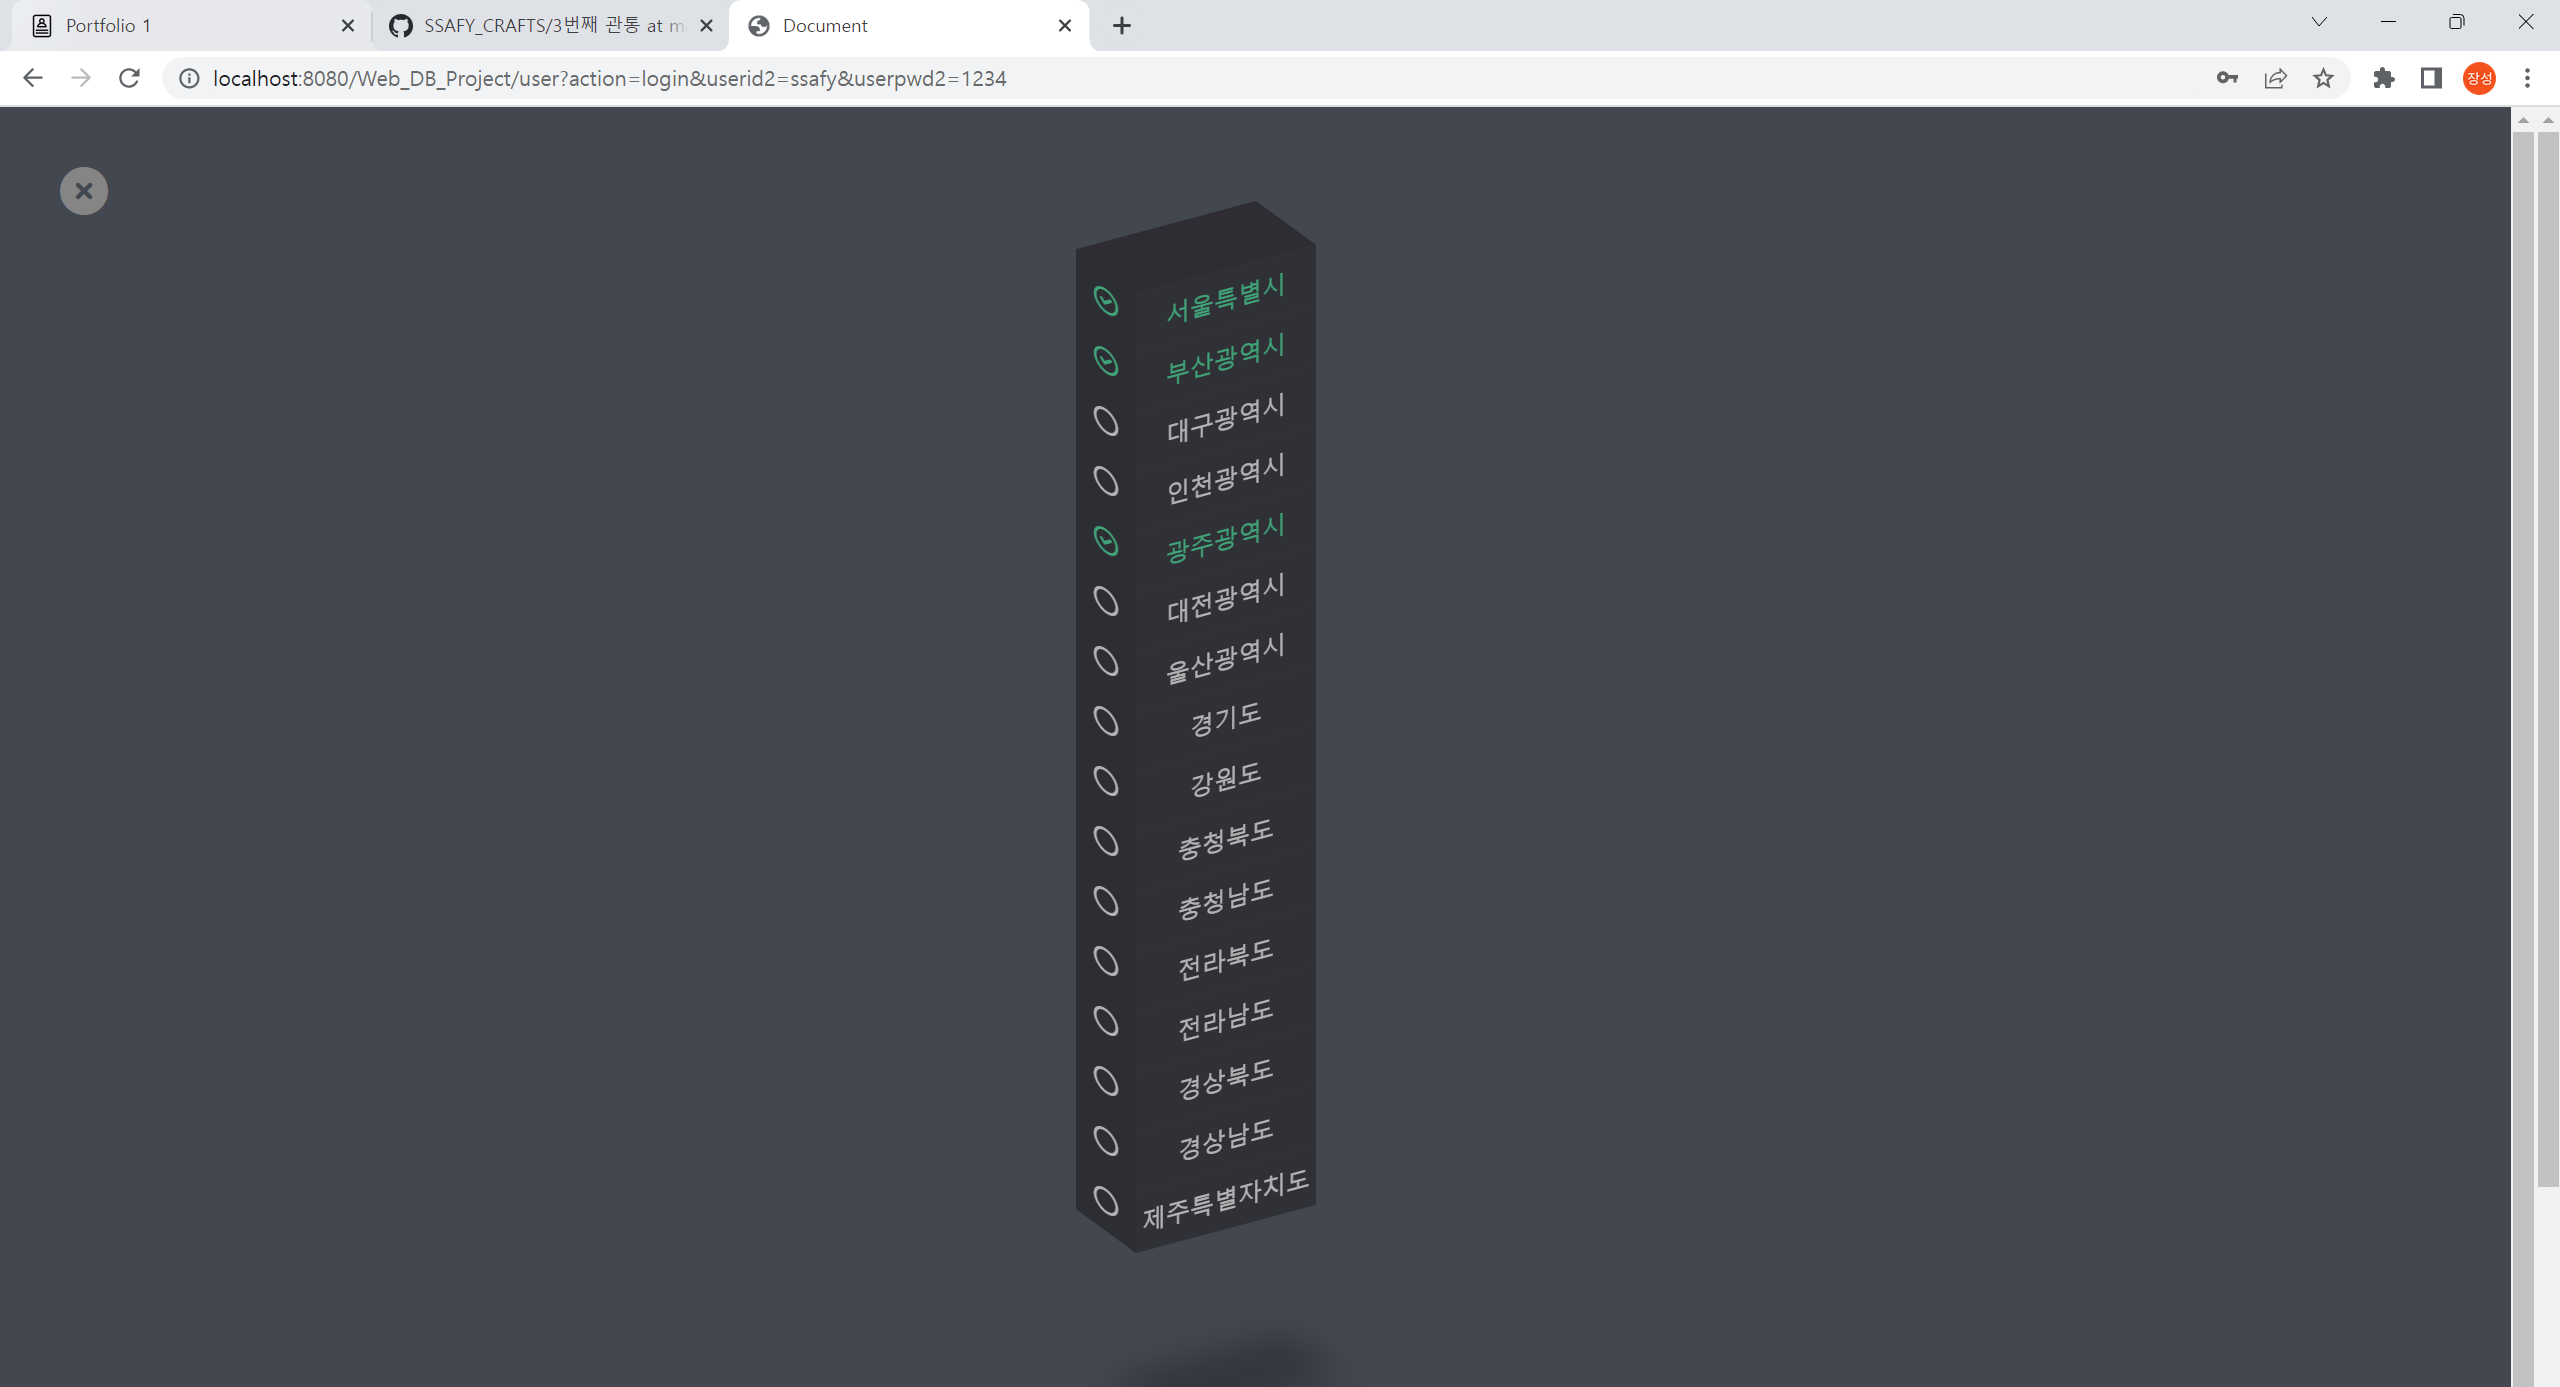 Portfolio 1
SSAFY_CRAFTS/3번째 관통 at m
Document
localhost:8080/Web_DB_Project/user?action=login&userid2=ssafy&userpwd2=1234
장성
서울특별시
부산광역시
대구광역시
인천광역시
광주광역시
대전광역시
울산광역시
경기도
강원도
충청북도
충청남도
전라북도
전라남도
경상북도
경상남도
제주특별자치도